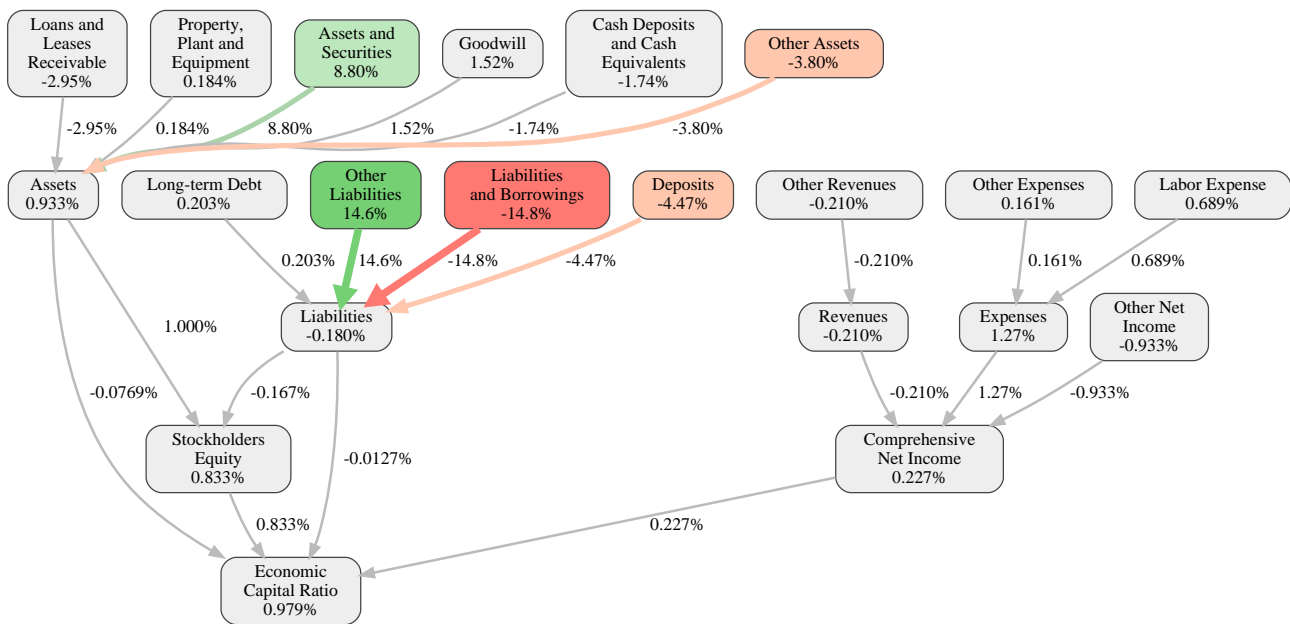 Loans and
Leases
Receivable
-2.95%
Property,
Plant and
Equipment
0.184%
Assets and
Securities
8.80%
Goodwill
1.52%
Cash Deposits
and Cash
Equivalents
-1.74%
Other Assets
-3.80%
-2.95%
0.184%
8.80%
1.52%
-1.74%
-3.80%
Assets
0.933%
Long-term Debt
0.203%
Other
Liabilities
14.6%
Liabilities
and Borrowings
-14.8%
Deposits
-4.47%
Other Revenues
-0.210%
Other Expenses
0.161%
Labor Expense
0.689%
0.203%
14.6%
-14.8%
-4.47%
-0.210%
0.161%
0.689%
Liabilities
-0.180%
Revenues
-0.210%
Expenses
1.27%
Other Net
Income
-0.933%
1.000%
-0.0769%
-0.167%
-0.210%
1.27%
-0.933%
Stockholders
Equity
0.833%
-0.0127%
Comprehensive
Net Income
0.227%
0.833%
0.227%
Economic
Capital Ratio
0.979%